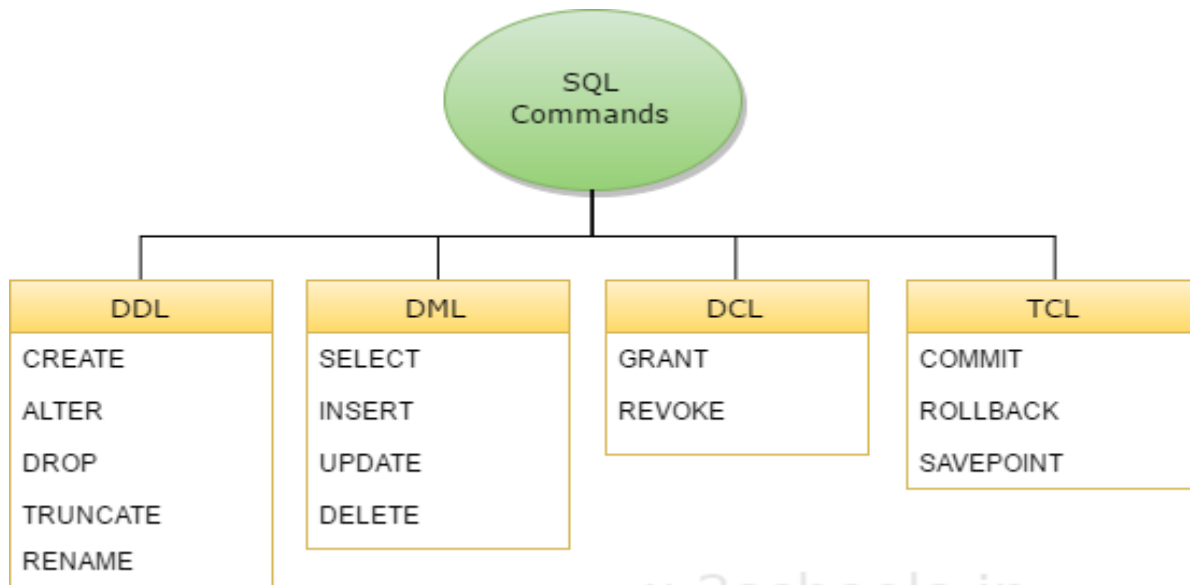 SQL
Commands
DDL
CREATE
ALTER
DROP
TRUNCATE
RENAME
DML
SELECT
INSERT
UPDATE
DELETE
DCL
GRANT
REVOKE
TCL
COMMIT
ROLLBACK
SAVEPOINT